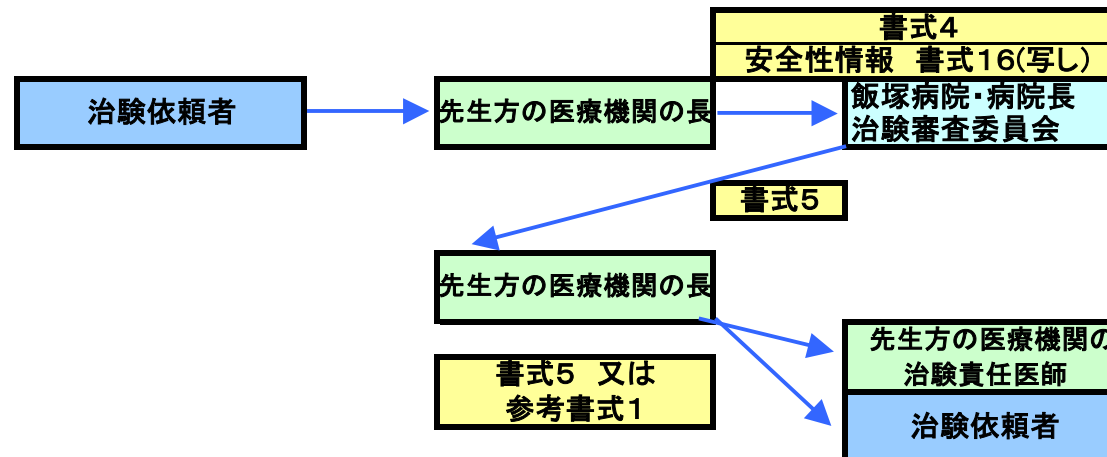 書式4
安全性情報　書式16(写し)
治験依頼者
先生方の医療機関の長
飯塚病院・病院長
治験審査委員会
書式5
先生方の医療機関の長
先生方の医療機関の
治験責任医師
書式5　又は
参考書式1
治験依頼者